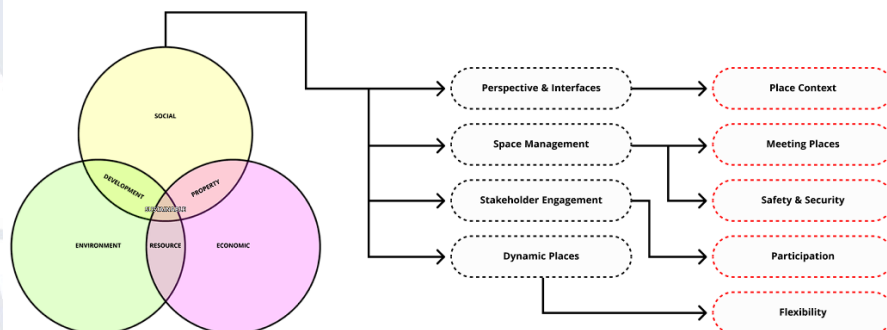 SOCIAL
DEVELOPMENT
PROPERTY
SUSTAINABLE
ENVIRONMENT
RESOURCE
ECONOMIC
Perspective & Interfaces
Place Context
Space Management
Meeting Places
Stakeholder Engagement
Safety & Security
Dynamic Places
Participation
Flexibility